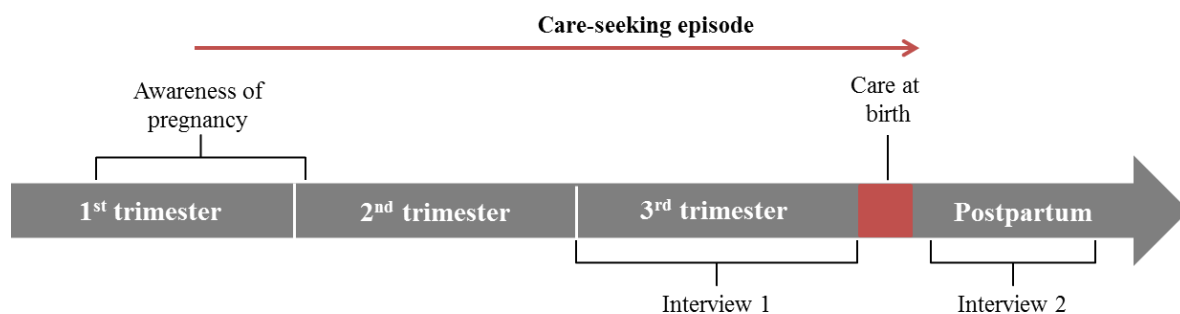 Care-seeking episode
Awareness of
pregnancy
Care at
birth
1st trimester
2nd trimester
3rd trimester
Postpartum
Interview 1
Interview 2